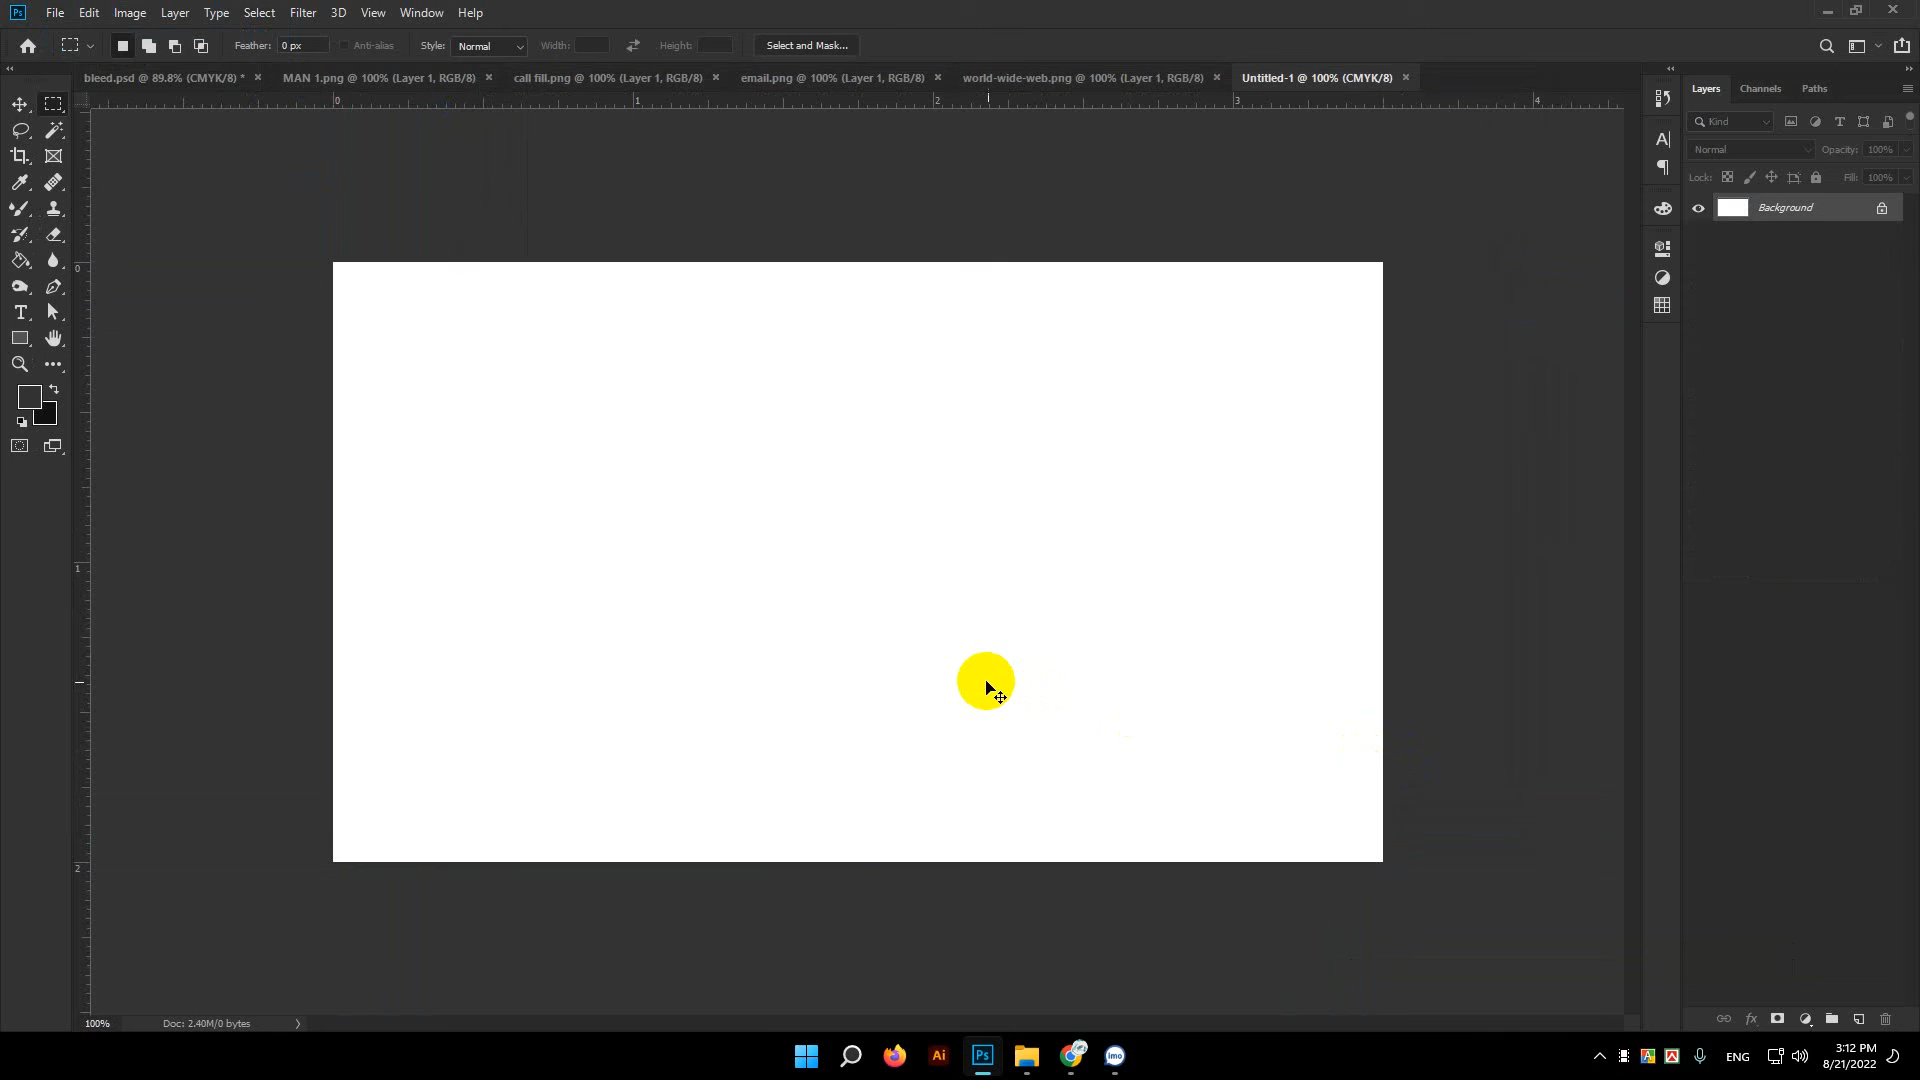 Ps File Edit Image Layer Type Select Filter 3D View Window Help
Feather: 0 px Anti-alias Style: Normal Width: Height: Select and Mask...
bleed.psd @ 89.8% (CMYK/8) * MAN 1.png @ 100% (Layer 1, RGB/8) call fill.png @ 100% (Layer 1, RGB/8) email.png @ 100% (Layer 1, RGB/8) world-wide-web.png @ 100% (Layer 1, RGB/8) Untitled-1 @ 100% (CMYK/8)
Layers Channels Paths
0 1 2 3 4
Kind
Normal Opacity: 100%
Lock: Fill: 100%
Background
0
1
2
100% Doc: 2.40M/0 bytes
Ai Ps imo ENG 3:12 PM
8/21/2022